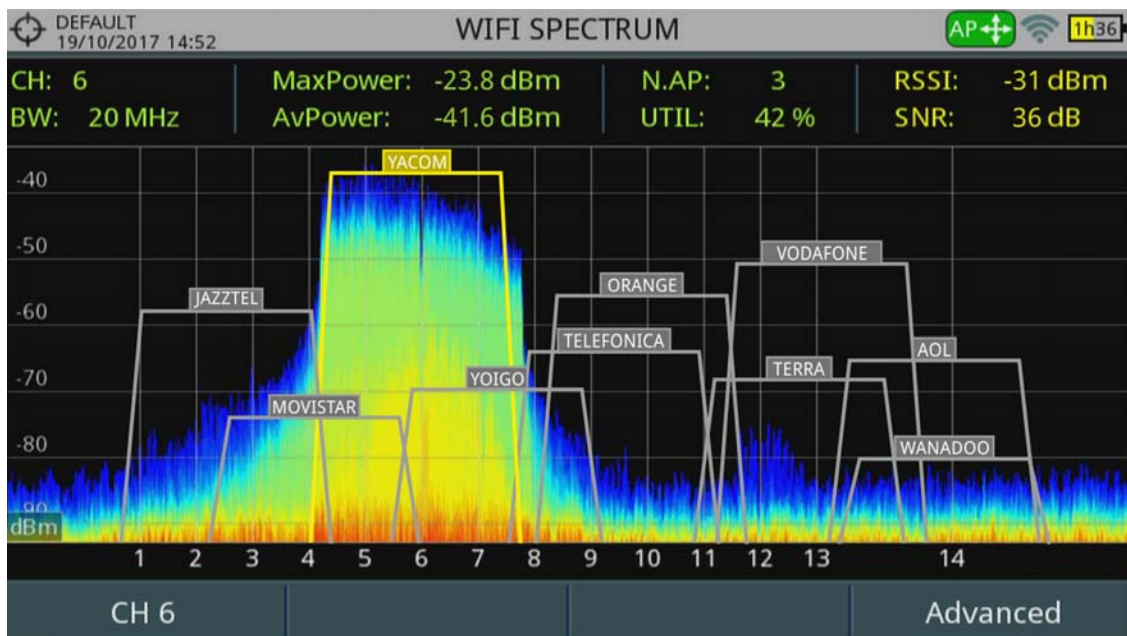 DEFAULT
19/10/2017 14:52
WIFI SPECTRUM
AP
1h36
CH: 6
BW: 20 MHz
MaxPower: -23.8 dBm
AvPower: -41.6 dBm
N.AP: 3
UTIL: 42 %
RSSI: -31 dBm
SNR: 36 dB
-40
-50
-60
-70
-80
-90
dBm
YACOM
VODAFONE
ORANGE
JAZZTEL
TELEFONICA
AOL
TERRA
YOIGO
MOVISTAR
WANADOO
1 2 3 4 5 6 7 8 9 10 11 12 13 14
CH 6
Advanced